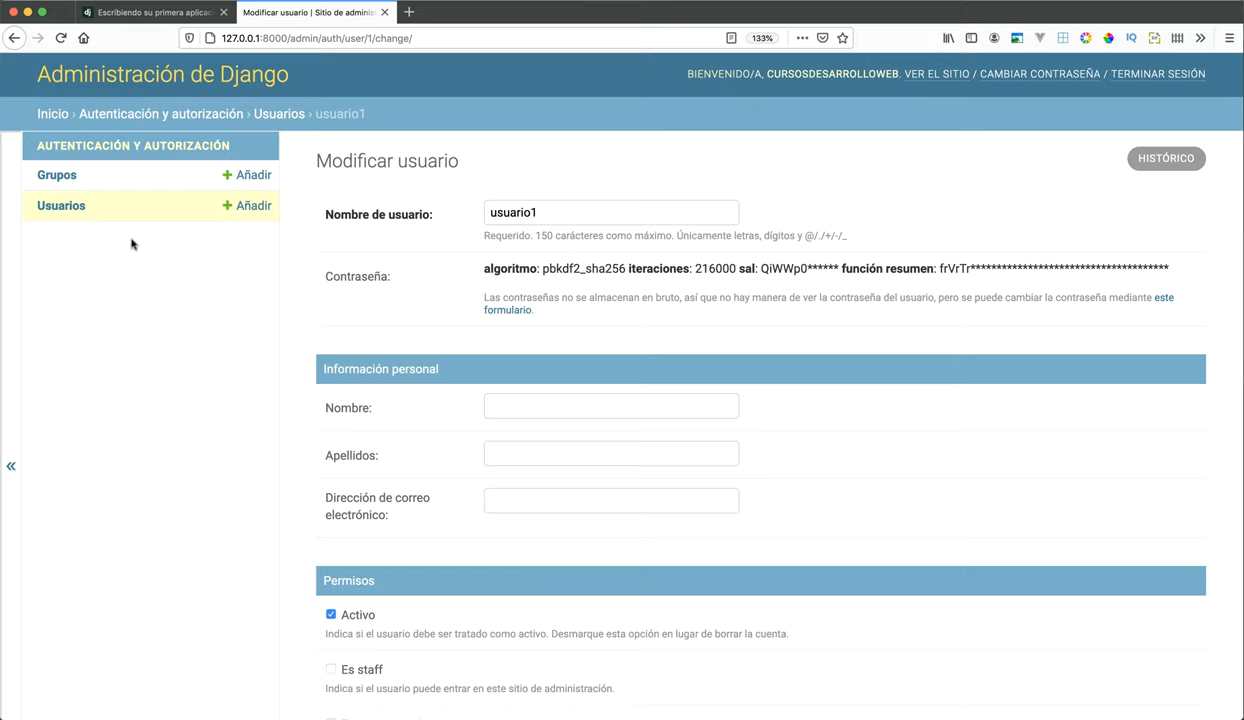 Escribiendo su primera aplicac
Modificar usuario | Sitio de adminis
127.0.0.1:8000/admin/auth/user/1/change/
133%
IQ
Administración de Django
BIENVENIDO/A, CURSOSDESARROLLOWEB. VER EL SITIO / CAMBIAR CONTRASEÑA / TERMINAR SESIÓN
Inicio › Autenticación y autorización › Usuarios › usuario1
AUTENTICACIÓN Y AUTORIZACIÓN
Grupos + Añadir
Usuarios + Añadir
«
Modificar usuario
HISTÓRICO
Nombre de usuario: usuario1
Requerido. 150 carácteres como máximo. Únicamente letras, dígitos y @/./+/-/_
Contraseña: algoritmo: pbkdf2_sha256 iteraciones: 216000 sal: QiWWp0****** función resumen: frVrTr**************************************
Las contraseñas no se almacenan en bruto, así que no hay manera de ver la contraseña del usuario, pero se puede cambiar la contraseña mediante este
formulario.
Información personal
Nombre:
Apellidos:
Dirección de correo
electrónico:
Permisos
Activo
Indica si el usuario debe ser tratado como activo. Desmarque esta opción en lugar de borrar la cuenta.
Es staff
Indica si el usuario puede entrar en este sitio de administración.